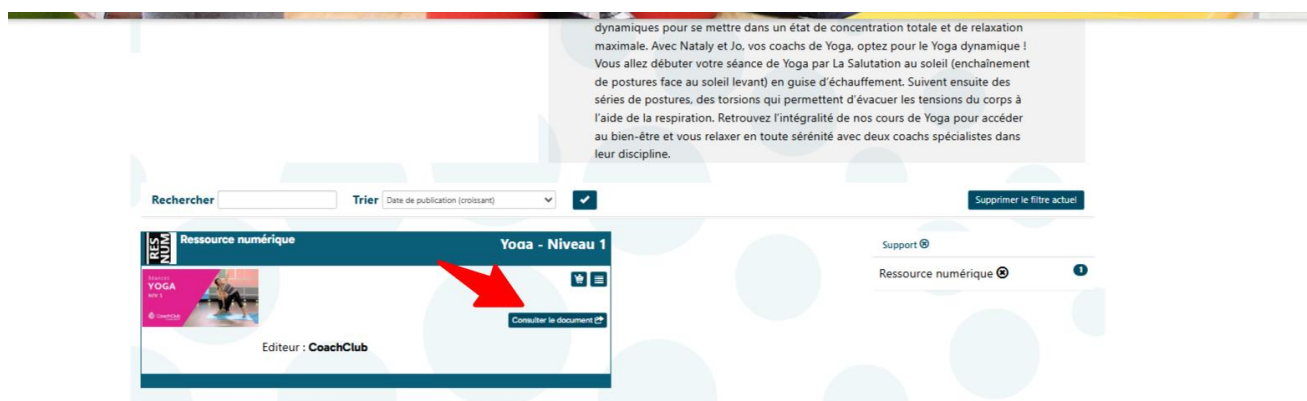 dynamiques pour se mettre dans un état de concentration totale et de relaxation
maximale. Avec Nataly et Jo, vos coachs de Yoga, optez pour le Yoga dynamique !
Vous allez débuter votre séance de Yoga par La Salutation au soleil (enchaînement
de postures face au soleil levant) en guise d'échauffement. Suivent ensuite des
séries de postures, des torsions qui permettent d'évacuer les tensions du corps à
l'aide de la respiration. Retrouvez l'intégralité de nos cours de Yoga pour accéder
au bien-être et vous relaxer en toute sérénité avec deux coachs spécialistes dans
leur discipline.
Rechercher
Trier Date de publication (croissant)
Supprimer le filtre actuel
RES NUM
Ressource numérique
Yoga - Niveau 1
YOGA
NIV 1
CoachClub
Consulter le document
Editeur : CoachClub
Support
Ressource numérique 1